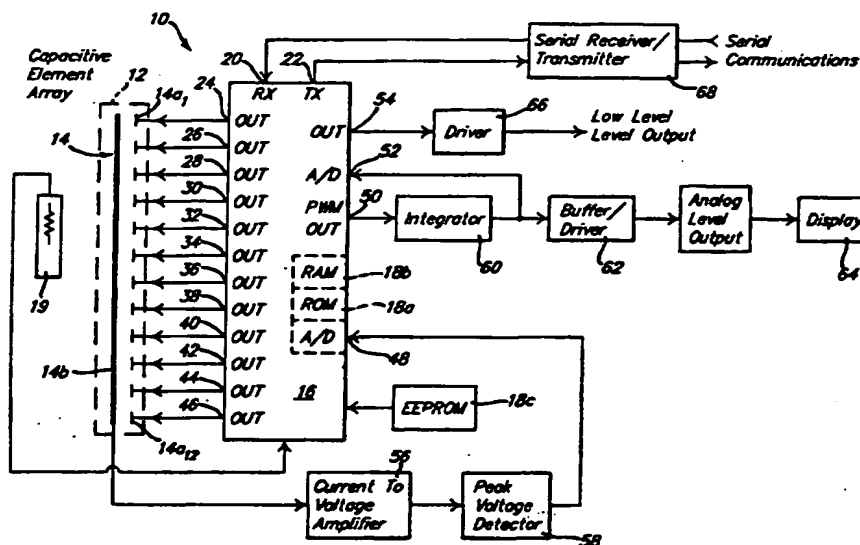 10
Capacitive
Element
Array
12
14a1
14
19
14b
14a12
20
22
RX
TX
24
OUT
26
OUT
28
OUT
30
OUT
32
OUT
34
OUT
36
OUT
38
OUT
40
OUT
42
OUT
44
OUT
46
OUT
16
54
OUT
52
A/D
50
PWM
OUT
RAM
18b
ROM
18a
A/D
48
EEPROM
18c
Serial Receiver/
Transmitter
68
Serial
Communications
66
Driver
Low Level
Level Output
Integrator
60
Buffer/
Driver
62
Analog
Level
Output
Display
64
56
Current To
Voltage
Amplifier
Peak
Voltage
Detector
58